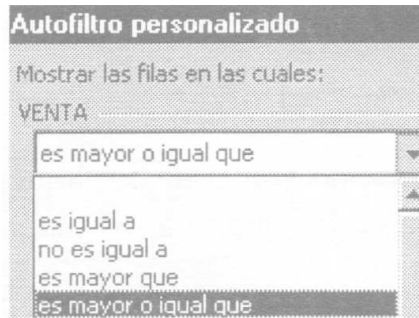 Autofiltro personalizado
Mostrar las filas en las cuales:
VENTA
es mayor o igual que
es igual a
no es igual a
es mayor que
es mayor o igual que